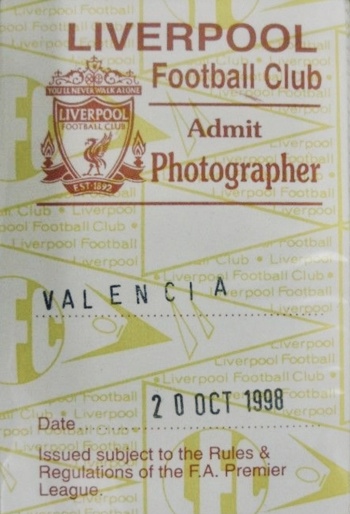 LIVERPOOL
Football Club
YOU'LL NEVER WALK ALONE
LIVERPOOL
FOOTBALL CLUB
EST·1892
Admit
Photographer
VALENCIA
20 OCT 1998
Date
Issued subject to the Rules &
Regulations of the F.A. Premier
League.